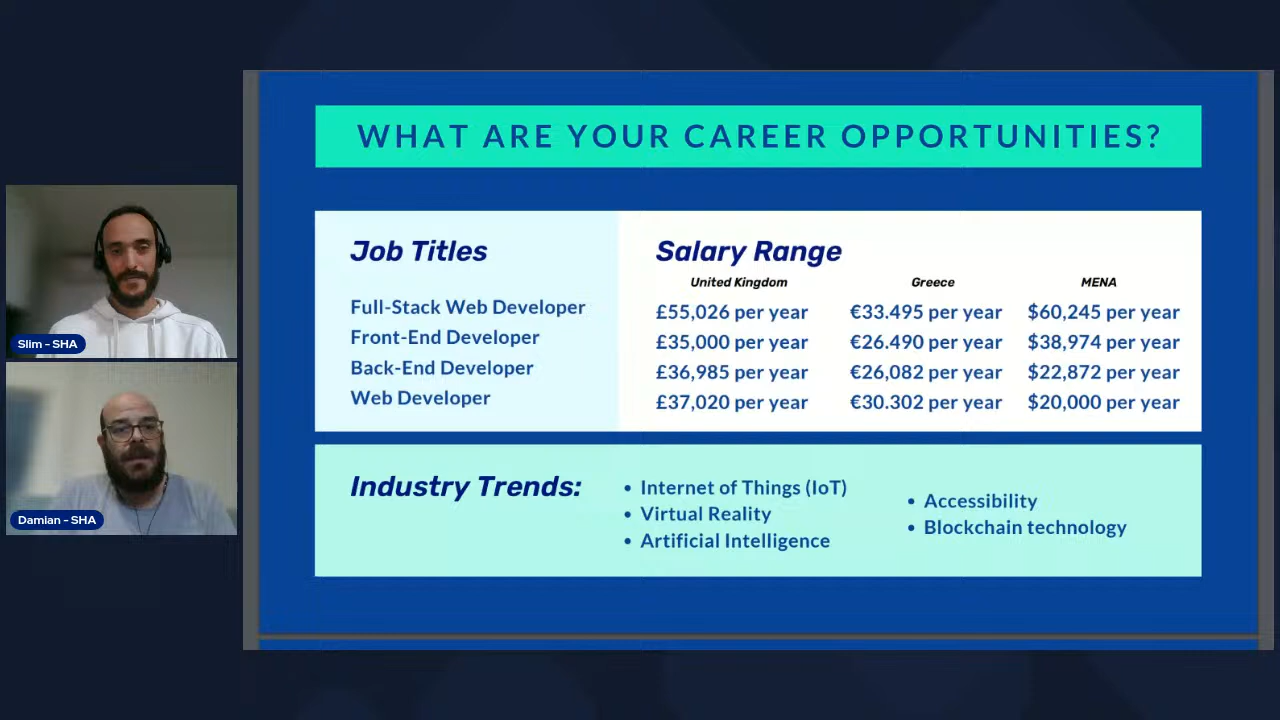 WHAT ARE YOUR CAREER OPPORTUNITIES?
Job Titles
Full-Stack Web Developer
Front-End Developer
Back-End Developer
Web Developer
Salary Range
United Kingdom Greece MENA
£55,026 per year €33.495 per year $60,245 per year
£35,000 per year €26.490 per year $38,974 per year
£36,985 per year €26,082 per year $22,872 per year
£37,020 per year €30.302 per year $20,000 per year
Industry Trends:
• Internet of Things (IoT)
• Virtual Reality
• Artificial Intelligence
• Accessibility
• Blockchain technology
Slim - SHA
Damian - SHA